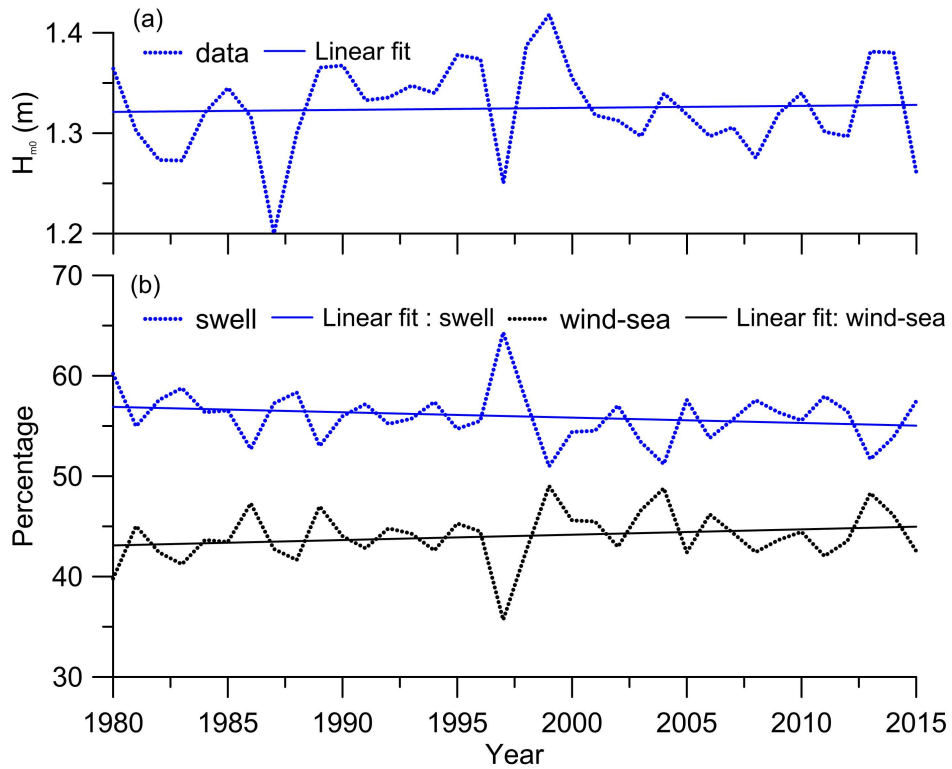 (a)
data Linear fit
H_m0 (m)
1.4
1.3
1.2
(b)
swell Linear fit : swell wind-sea Linear fit: wind-sea
Percentage
70
60
50
40
30
1980 1985 1990 1995 2000 2005 2010 2015
Year